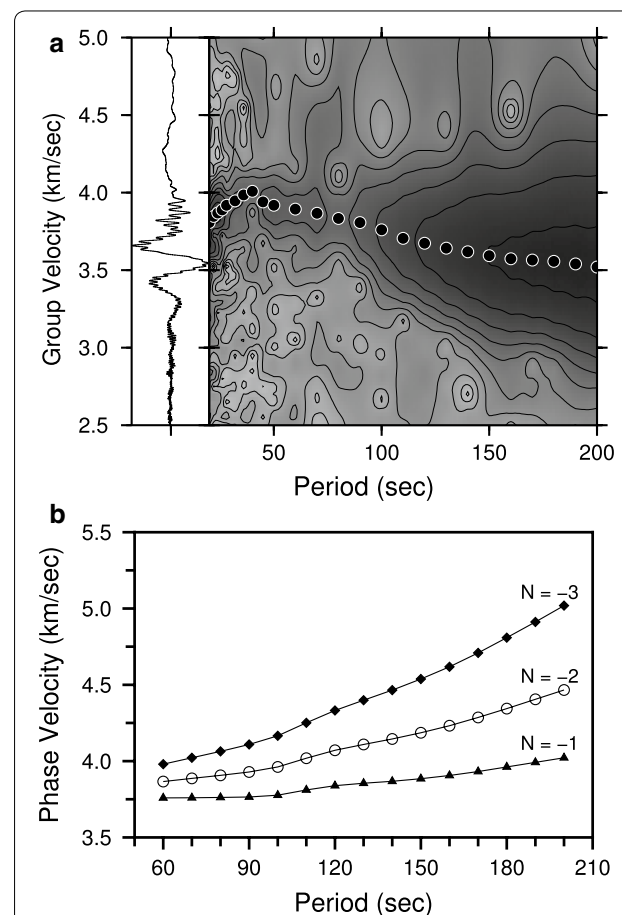 a
5.0
4.5
4.0
3.5
3.0
2.5
Group Velocity (km/sec)
50
100
150
200
Period (sec)
b
5.5
5.0
4.5
4.0
3.5
Phase Velocity (km/sec)
N = −3
N = −2
N = −1
60
90
120
150
180
210
Period (sec)